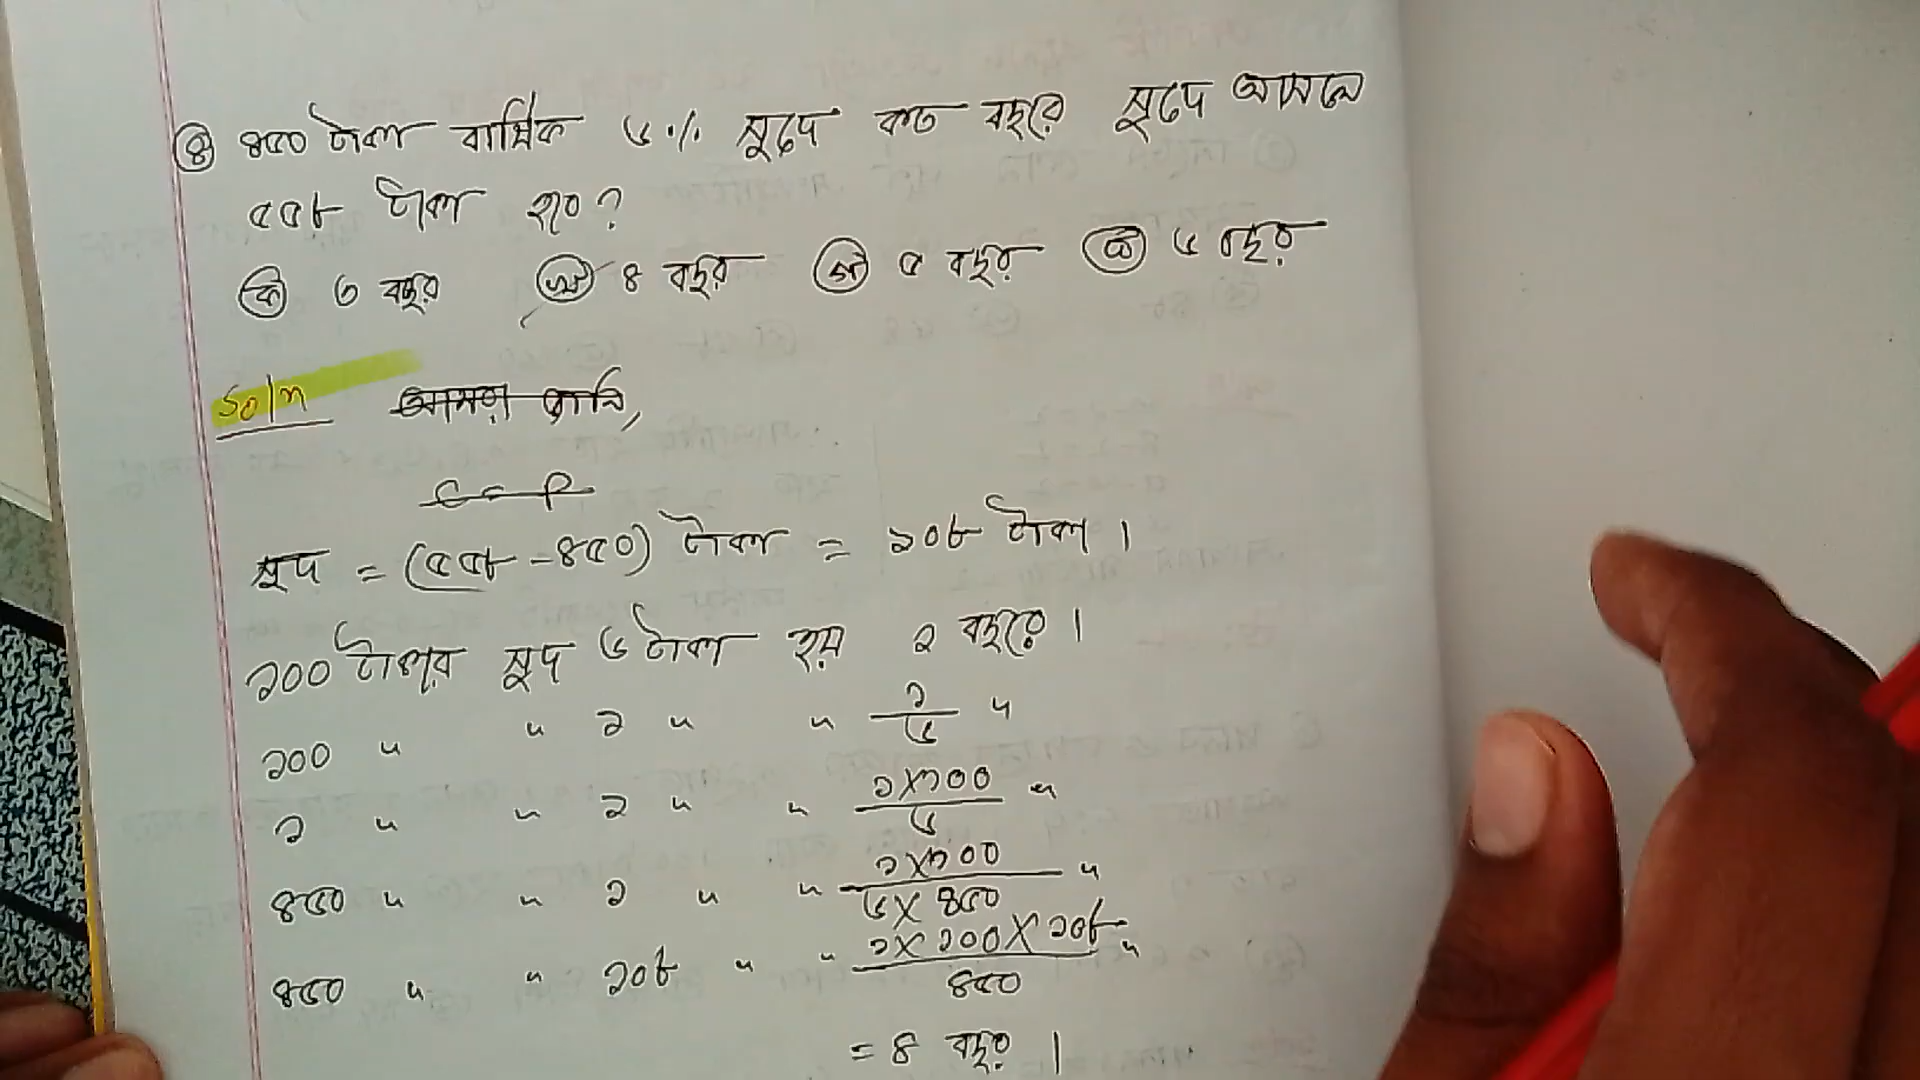 ৪ ৪৫০ টাকা বার্ষিক ৬% সুদে কত বছরে সুদে আসলে
৫৫৮ টাকা হবে?
ক ৩ বছর খ ৪ বছর গ ৫ বছর ঘ ৬ বছর
Soln আমরা জানি,
সুদ = (৫৫৮-৪৫০) টাকা = ১০৮ টাকা।
১০০ টাকার সুদ ৬ টাকা হয় ১ বছরে।
১০০ " " ১ " " ১/৬ "
১ " " ১ " " ১×১০০/৬ "
৪৫০ " " ১ " " ১×১০০/৬×৪৫০ "
৪৫০ " " ১০৮ " " ১×১০০×১০৮/৪৫০ "
= ৪ বছর।